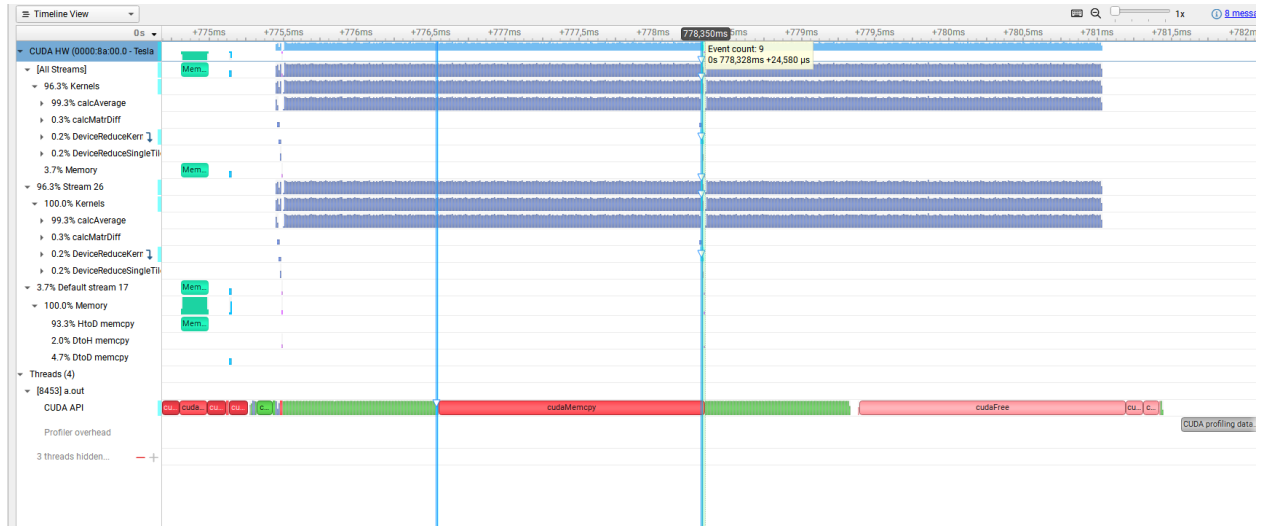 Timeline View 1x 8 messa
0s +775ms +775,5ms +776ms +776,5ms +777ms +777,5ms +778ms 778,350ms 5ms +779ms +779,5ms +780ms +780,5ms +781ms +781,5ms +782m
CUDA HW (0000:8a:00.0 - Tesla
Event count: 9
0s 778,328ms +24,580 µs
[All Streams] Mem...
96.3% Kernels
99.3% calcAverage
0.3% calcMatrDiff
0.2% DeviceReduceKern
0.2% DeviceReduceSingleTil
3.7% Memory Mem...
96.3% Stream 26
100.0% Kernels
99.3% calcAverage
0.3% calcMatrDiff
0.2% DeviceReduceKern
0.2% DeviceReduceSingleTil
3.7% Default stream 17 Mem...
100.0% Memory
93.3% HtoD memcpy Mem...
2.0% DtoH memcpy
4.7% DtoD memcpy
Threads (4)
[8453] a.out
CUDA API cu... cuda... cu... cu... c... cudaMemcpy cudaFree cu... c...
Profiler overhead CUDA profiling data...
3 threads hidden...